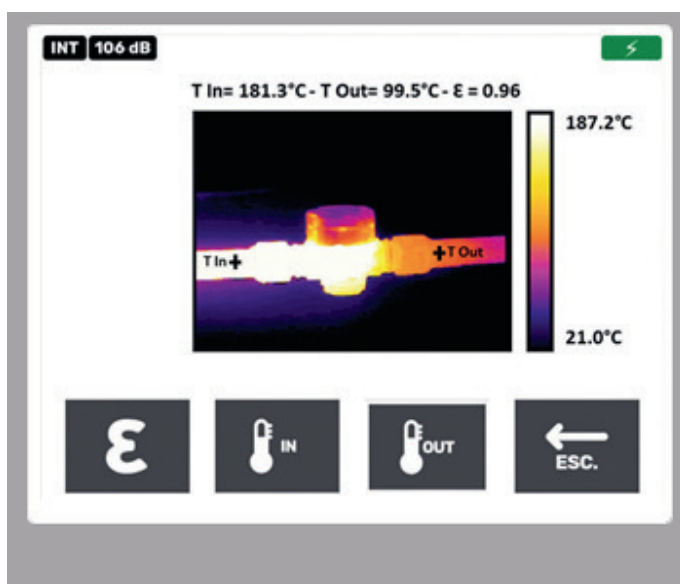 INT 106 dB
T In= 181.3°C - T Out= 99.5°C - Ɛ = 0.96
187.2°C
T In+
+T Out
21.0°C
Ɛ
IN
OUT
ESC.